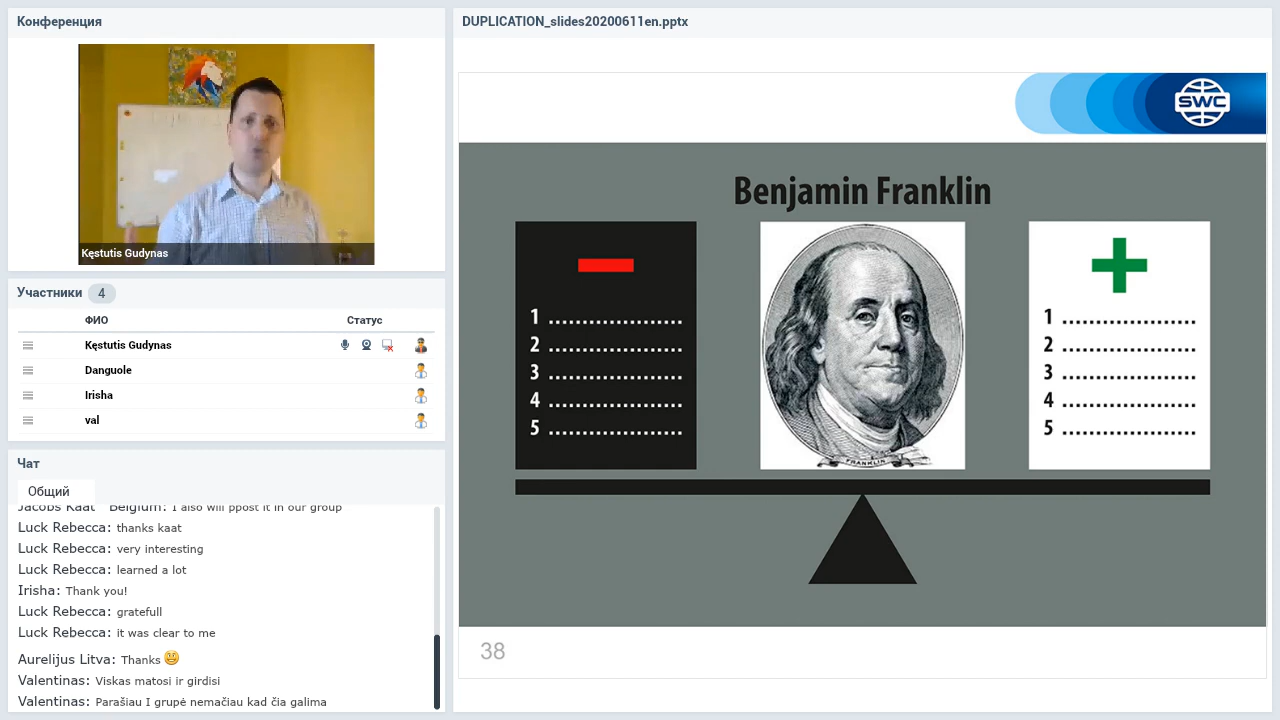 Конференция
Kęstutis Gudynas
Участники 4
ФИО Статус
Kęstutis Gudynas
Danguole
Irisha
val
Чат
Общий
Jacobs Kaat Belgium: I also will ppost it in our group
Luck Rebecca: thanks kaat
Luck Rebecca: very interesting
Luck Rebecca: learned a lot
Irisha: Thank you!
Luck Rebecca: gratefull
Luck Rebecca: it was clear to me
Aurelijus Litva: Thanks
Valentinas: Viskas matosi ir girdisi
Valentinas: Parašiau I grupė nemačiau kad čia galima
DUPLICATION_slides20200611en.pptx
SWC
Benjamin Franklin
1 ....................
2 ....................
3 ....................
4 ....................
5 ....................
FRANKLIN
1 ....................
2 ....................
3 ....................
4 ....................
5 ....................
38